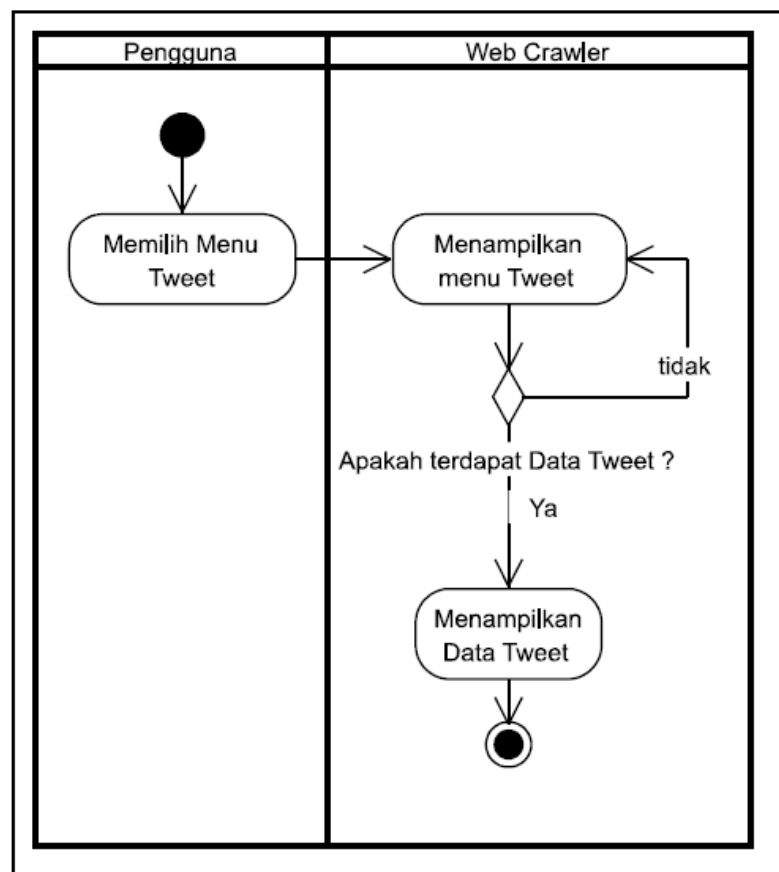 Pengguna
Web Crawler
Memilih Menu
Tweet
Menampilkan
menu Tweet
tidak
Apakah terdapat Data Tweet ?
Ya
Menampilkan
Data Tweet